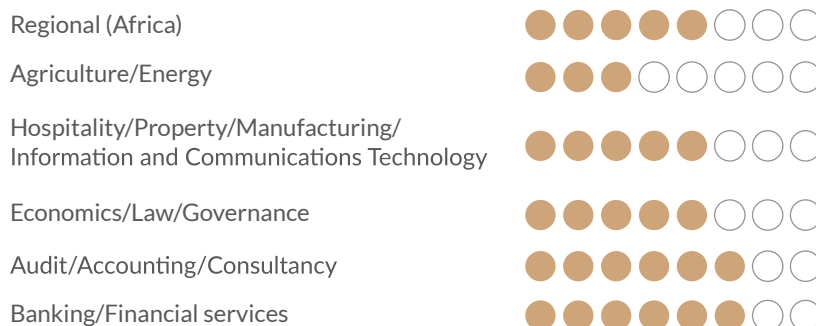 Regional (Africa)
Agriculture/Energy
Hospitality/Property/Manufacturing/
Information and Communications Technology
Economics/Law/Governance
Audit/Accounting/Consultancy
Banking/Financial services